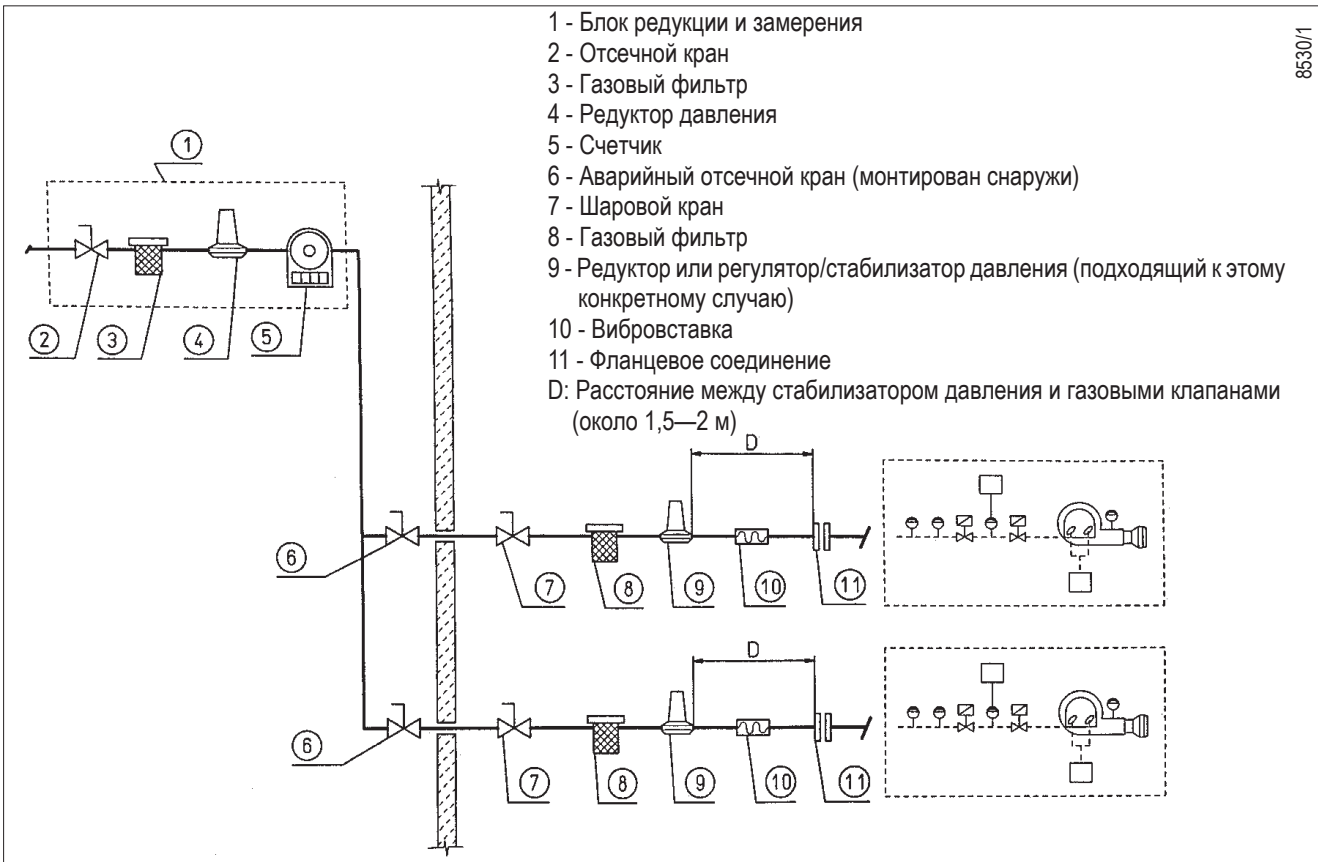 1 - Блок редукции и замерения
2 - Отсечной кран
3 - Газовый фильтр
4 - Редуктор давления
5 - Счетчик
6 - Аварийный отсечной кран (монтирован снаружи)
7 - Шаровой кран
8 - Газовый фильтр
9 - Редуктор или регулятор/стабилизатор давления (подходящий к этому
конкретному случаю)
10 - Вибровставка
11 - Фланцевое соединение
D: Расстояние между стабилизатором давления и газовыми клапанами
(около 1,5—2 м)
8530/1
1
2 3 4 5
D
6 7 8 9 10 11
D
6 7 8 9 10 11